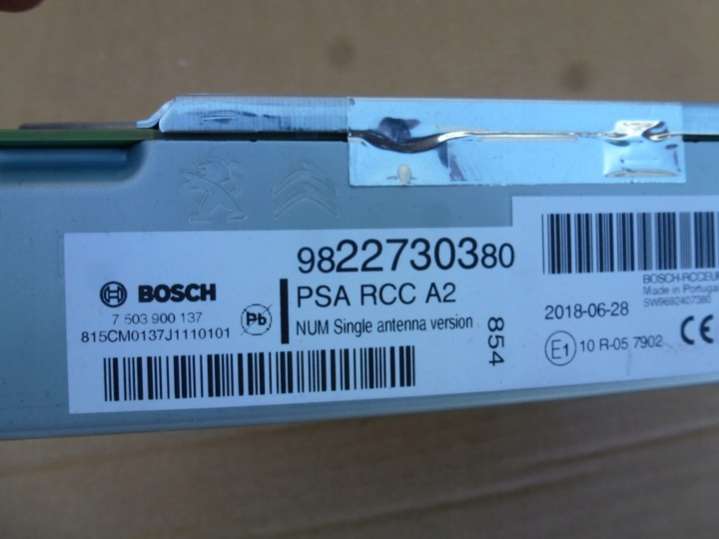 BOSCH
7 503 900 137
815CM0137J1110101
Pb
9822730380
PSA RCC A2
NUM Single antenna version
854
BOSCH-RCCEU
Made in Portugal
SW9692407380
2018-06-28
E1 10 R-05 7902 CE